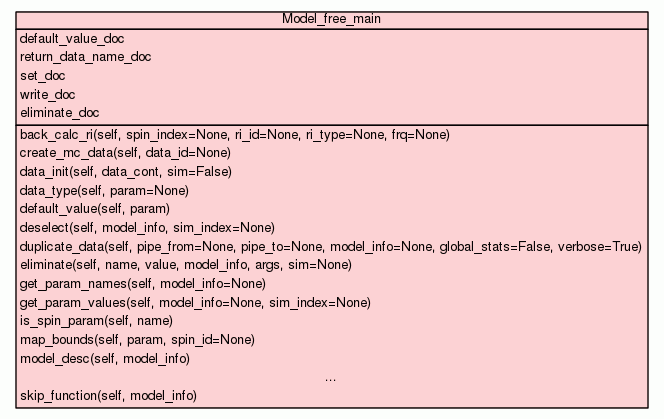 Model_free_main
default_value_doc
return_data_name_doc
set_doc
write_doc
eliminate_doc
back_calc_ri(self, spin_index=None, ri_id=None, ri_type=None, frq=None)
create_mc_data(self, data_id=None)
data_init(self, data_cont, sim=False)
data_type(self, param=None)
default_value(self, param)
deselect(self, model_info, sim_index=None)
duplicate_data(self, pipe_from=None, pipe_to=None, model_info=None, global_stats=False, verbose=True)
eliminate(self, name, value, model_info, args, sim=None)
get_param_names(self, model_info=None)
get_param_values(self, model_info=None, sim_index=None)
is_spin_param(self, name)
map_bounds(self, param, spin_id=None)
model_desc(self, model_info)
...
skip_function(self, model_info)